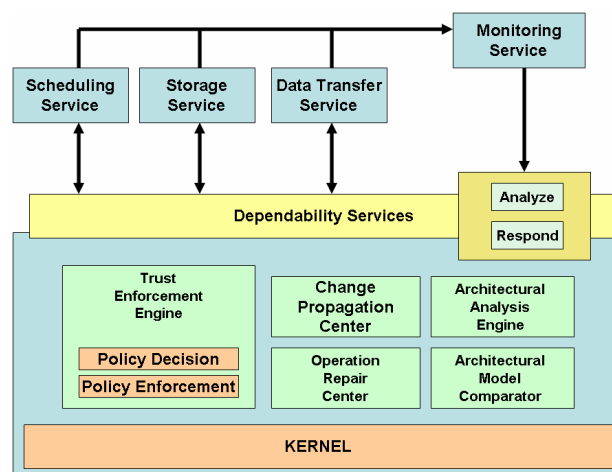 Monitoring
Service
Scheduling
Service
Storage
Service
Data Transfer
Service
Analyze
Dependability Services
Respond
Trust
Enforcement
Engine
Policy Decision
Policy Enforcement
Change
Propagation
Center
Architectural
Analysis
Engine
Operation
Repair
Center
Architectural
Model
Comparator
KERNEL